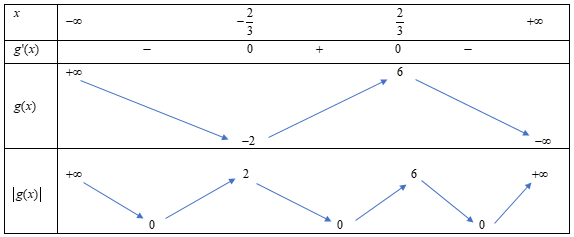 x −∞ −2/3 2/3 +∞
g'(x) − 0 + 0 −
+∞ 6
g(x)
−2 −∞
+∞ 2 6 +∞
|g(x)|
0 0 0